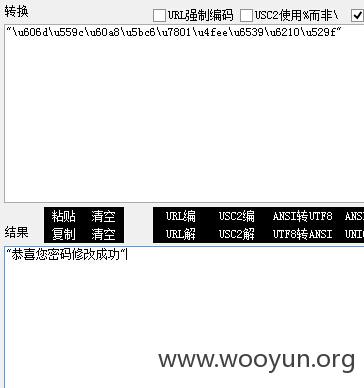 转换
URL强制编码 USC2使用%而非\
"\u606d\u559c\u60a8\u5bc6\u7801\u4fee\u6539\u6210\u529f"
粘贴 清空 URL编 USC2编 ANSI转UTF8 ANS
结果 复制 清空 URL解 USC2解 UTF8转ANSI UNI
"恭喜您密码修改成功"
www.wooyun.org